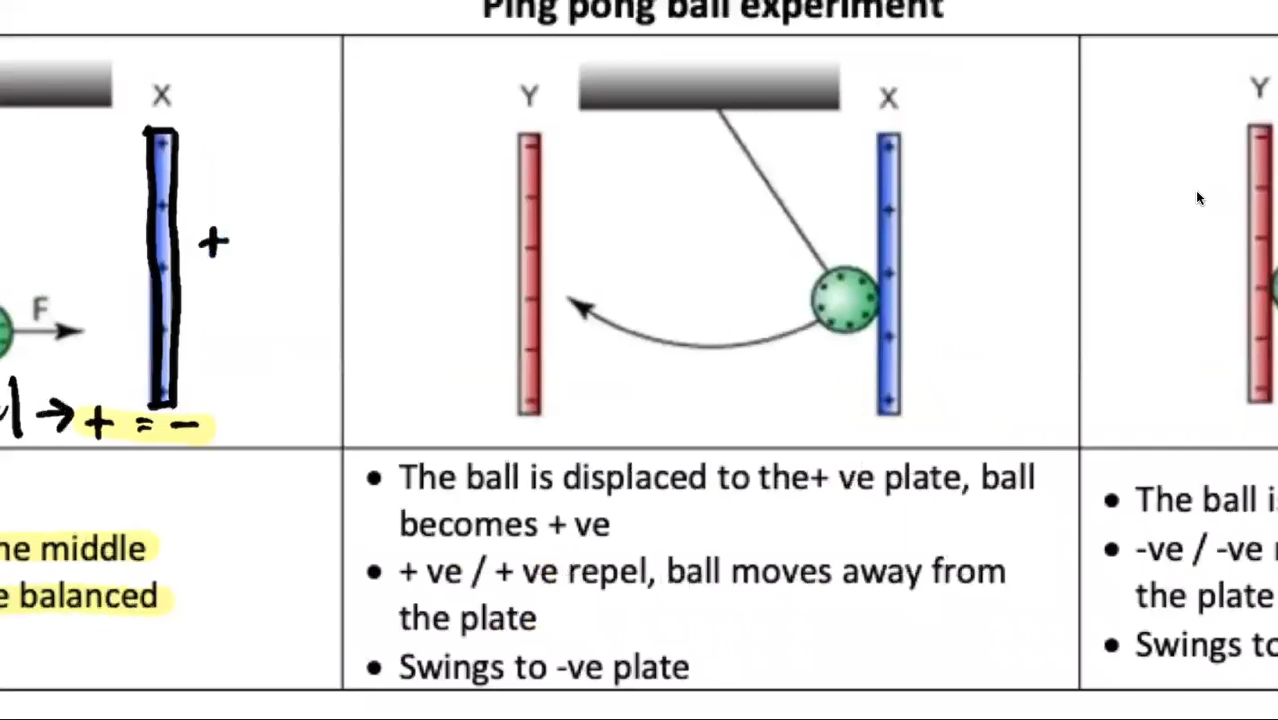 Ping pong ball experiment
X
+
F
→ + = -
he middle
e balanced
Y
X
• The ball is displaced to the+ ve plate, ball
becomes + ve
• + ve / + ve repel, ball moves away from
the plate
• Swings to -ve plate
Y
• The ball is
• -ve / -ve r
the plate
• Swings to